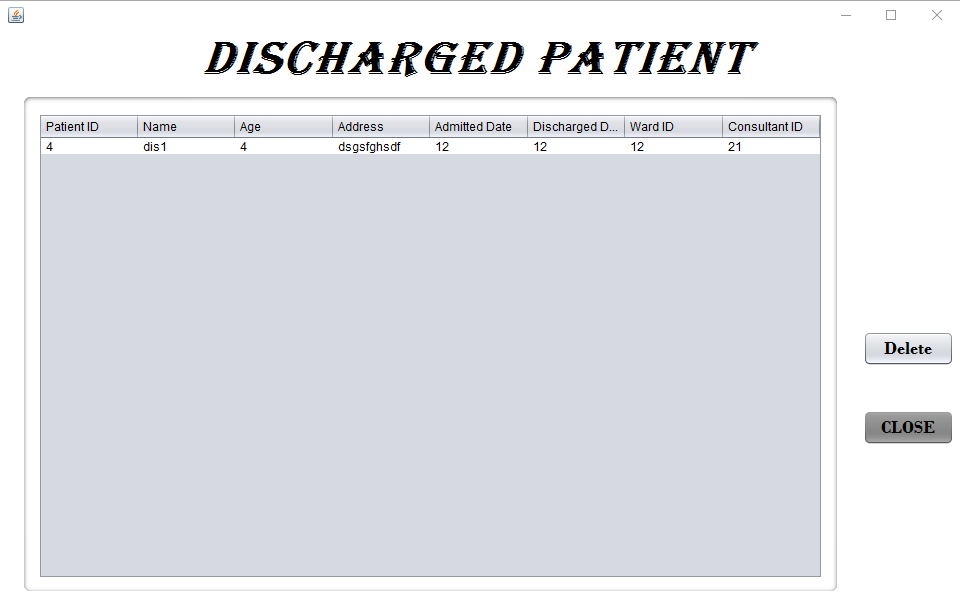 DISCHARGED PATIENT
Patient ID Name Age Address Admitted Date Discharged D... Ward ID Consultant ID
4 dis1 4 dsgsfghsdf 12 12 12 21
Delete
CLOSE